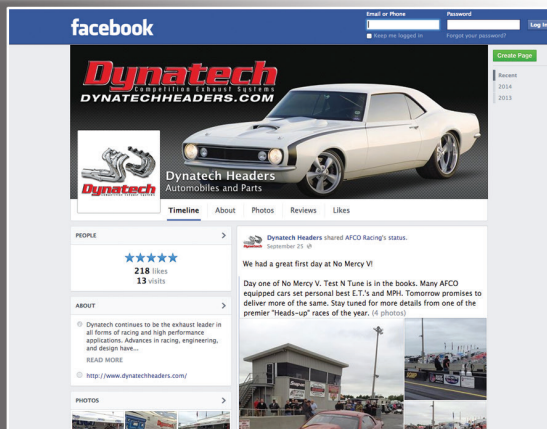 facebook
Email or Phone
Password
Log In
Keep me logged in
Forgot your password?
Create Page
Recent
2014
2013
Dynatech
Competition Exhaust Systems
DYNATECHHEADERS.COM
Dynatech
Dynatech Headers
Automobiles and Parts
Timeline
About
Photos
Reviews
Likes
PEOPLE
218 likes
13 visits
ABOUT
Dynatech continues to be the exhaust leader in
all forms of racing and high performance
applications. Advances in racing, engineering,
and design have...
READ MORE
http://www.dynatechheaders.com/
PHOTOS
Dynatech Headers shared AFCO Racing's status.
September 25
We had a great first day at No Mercy V!
Day one of No Mercy V. Test N Tune is in the books. Many AFCO
equipped cars set personal best E.T.'s and MPH. Tomorrow promises to
deliver more of the same. Stay tuned for more details from one of the
premier "Heads-up" races of the year. (4 photos)